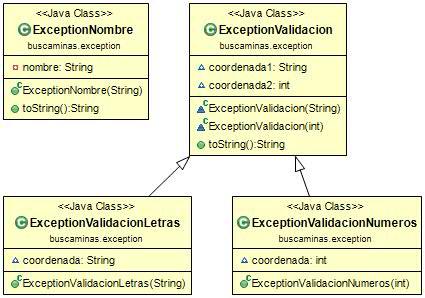 <<Java Class>>
ExceptionNombre
buscaminas.exception
nombre: String
ExceptionNombre(String)
toString():String
<<Java Class>>
ExceptionValidacion
buscaminas.exception
coordenada1: String
coordenada2: int
ExceptionValidacion(String)
ExceptionValidacion(int)
toString():String
<<Java Class>>
ExceptionValidacionLetras
buscaminas.exception
coordenada: String
ExceptionValidacionLetras(String)
<<Java Class>>
ExceptionValidacionNumeros
buscaminas.exception
coordenada: int
ExceptionValidacionNumeros(int)